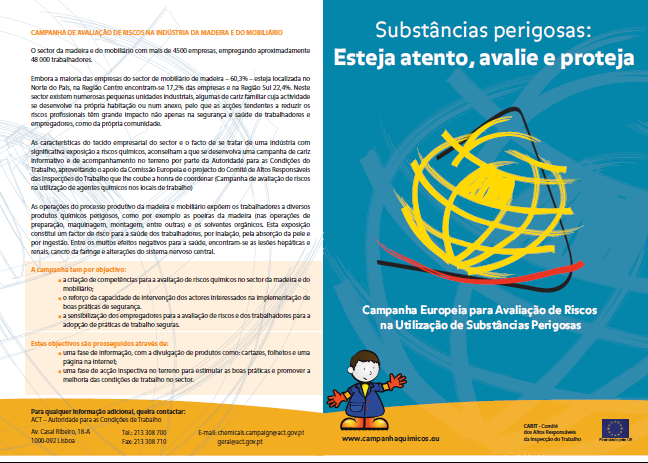 CAMPANHA DE AVALIAÇÃO DE RISCOS NA INDÚSTRIA DA MADEIRA E DO MOBILIÁRIO
O sector da madeira e do mobiliário com mais de 4500 empresas, empregando aproximadamente
48 000 trabalhadores.
Embora a maioria das empresas do sector de mobiliário de madeira – 60,3% – esteja localizada no
Norte do País, na Região Centro encontram-se 17,2% das empresas e na Região Sul 22,4%. Neste
sector existem numerosas pequenas unidades industriais, algumas de cariz familiar cuja actividade
se desenvolve na própria habitação ou num anexo, pelo que as acções tendentes a reduzir os
riscos profissionais têm grande impacto não apenas na segurança e saúde de trabalhadores e
empregadores, como da própria comunidade.
As características do tecido empresarial do sector e o facto de se tratar de uma indústria com
significativa exposição a riscos químicos, aconselham a que se desenvolva uma campanha de cariz
informativo e de acompanhamento no terreno por parte da Autoridade para as Condições do
Trabalho, aproveitando o apoio da Comissão Europeia e o projecto do Comité de Altos Responsáveis
das Inspecções do Trabalho que lhe coube a honra de coordenar (Campanha de avaliação de riscos
na utilização de agentes químicos nos locais de trabalho)
As operações do processo produtivo da madeira e mobiliário expõem os trabalhadores a diversos
produtos químicos perigosos, como por exemplo as poeiras da madeira (nas operações de
preparação, maquinagem, montagem, entre outras) e os solventes orgânicos. Esta exposição
constitui um factor de risco para a saúde dos trabalhadores, por inalação, pela absorção da pele e
por ingestão. Entre os muitos efeitos negativos para a saúde, encontram-se as lesões hepáticas e
renais, cancro da faringe e alterações do sistema nervoso central.
A campanha tem por objectivo:
a criação de competências para a avaliação de riscos químicos no sector da madeira e do
mobiliário;
o reforço da capacidade de intervenção dos actores interessados na implementação de
boas práticas de segurança.
a sensibilização dos empregadores para a avaliação de riscos e dos trabalhadores para a
adopção de práticas de trabalho seguras.
Estes objectivos são prosseguidos através de:
uma fase de informação, com a divulgação de produtos como: cartazes, folhetos e uma
página na internet;
uma fase de acção inspectiva no terreno para estimular as boas práticas e promover a
melhoria das condições de trabalho no sector.
Para qualquer informação adicional, queira contactar:
ACT – Autoridade para as Condições de Trabalho
Av. Casal Ribeiro, 18-A
1000-092 Lisboa
Tel.: 213 308 700
Fax: 213 308 710
E-mail: chemicals.campaign@act.gov.pt
geral@act.gov.pt
Substâncias perigosas:
Esteja atento, avalie e proteja
Campanha Europeia para Avaliação de Riscos
na Utilização de Substâncias Perigosas
www.campanhaquimicos.eu
CARIT - Comité
dos Altos Responsáveis
da Inspecção do Trabalho
Financiado pela UE